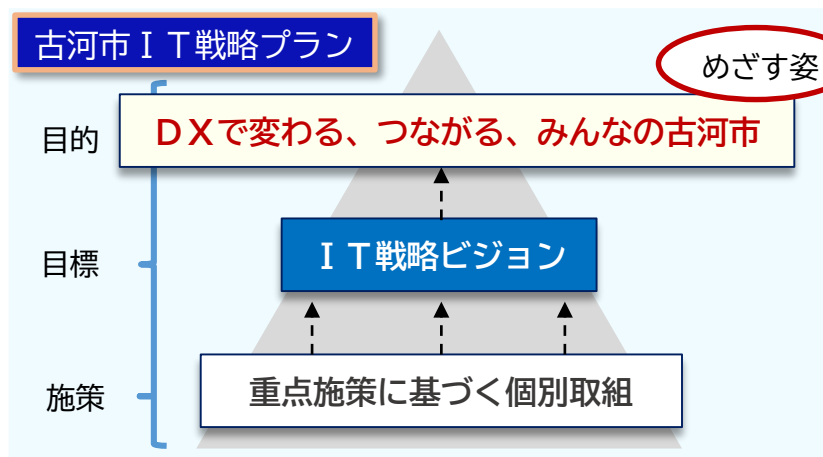 古河市ＩＴ戦略プラン
めざす姿
目的
ＤＸで変わる、つながる、みんなの古河市
目標
ＩＴ戦略ビジョン
施策
重点施策に基づく個別取組